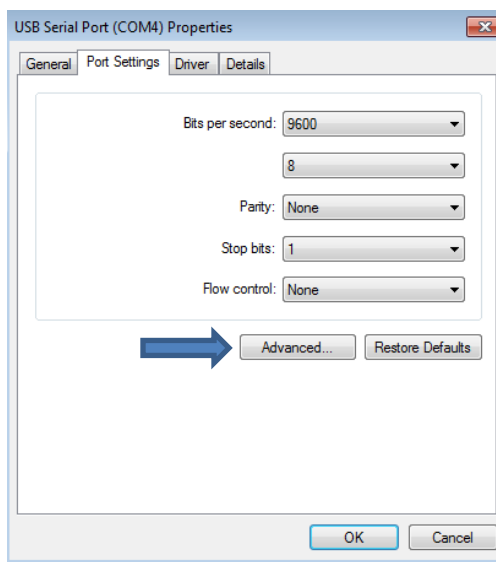 USB Serial Port (COM4) Properties
General Port Settings Driver Details
Bits per second: 9600
8
Parity: None
Stop bits: 1
Flow control: None
Advanced... Restore Defaults
OK Cancel